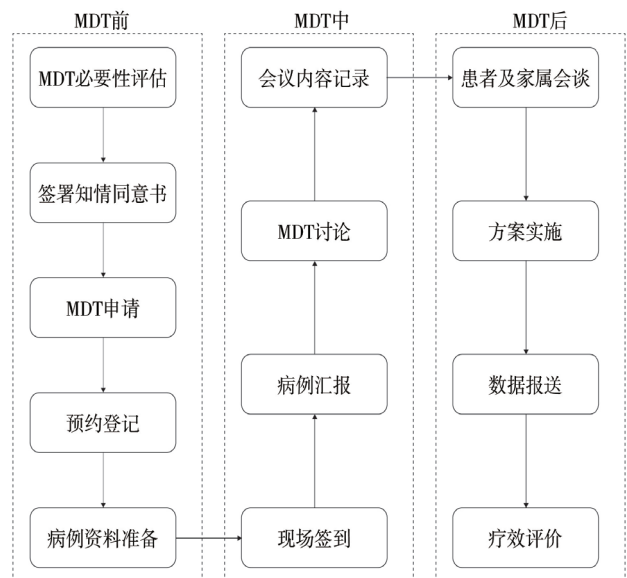 MDT前
MDT必要性评估
签署知情同意书
MDT申请
预约登记
病例资料准备
MDT中
会议内容记录
MDT讨论
病例汇报
现场签到
MDT后
患者及家属会谈
方案实施
数据报送
疗效评价